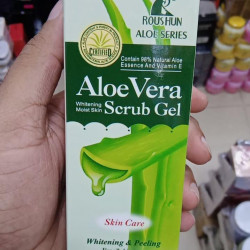 ROUSHUN
ALOE SERIES
CERTIFIED
Contain 98% Natural Aloe
Essence And Vitamin E
Aloe Vera
Whitening
Moist Skin
Scrub Gel
Skin Care
Whitening & Peeling